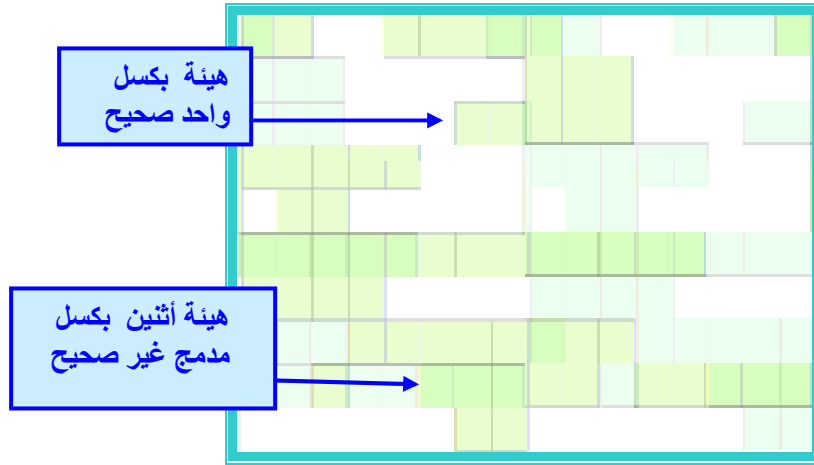 هيئة بكسل
واحد صحيح
هيئة أثنين بكسل
مدمج غير صحيح